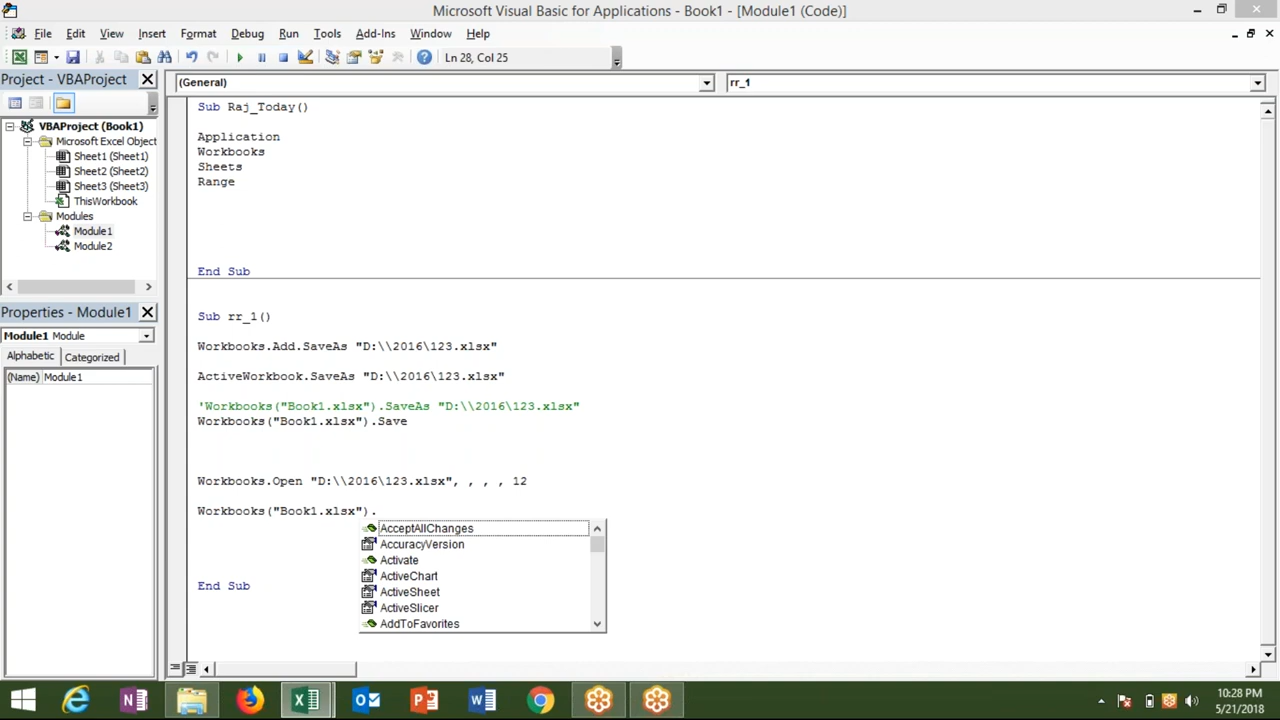 Microsoft Visual Basic for Applications - Book1 - [Module1 (Code)]
File Edit View Insert Format Debug Run Tools Add-Ins Window Help
Ln 28, Col 25
Project - VBAProject
(General)
rr_1
VBAProject (Book1)
Microsoft Excel Object
Sheet1 (Sheet1)
Sheet2 (Sheet2)
Sheet3 (Sheet3)
ThisWorkbook
Modules
Module1
Module2
Properties - Module1
Module1 Module
Alphabetic Categorized
(Name) Module1
Sub Raj_Today()
Application
Workbooks
Sheets
Range
End Sub
Sub rr_1()
Workbooks.Add.SaveAs "D:\\2016\123.xlsx"
ActiveWorkbook.SaveAs "D:\\2016\123.xlsx"
'Workbooks("Book1.xlsx").SaveAs "D:\\2016\123.xlsx"
Workbooks("Book1.xlsx").Save
Workbooks.Open "D:\\2016\123.xlsx", , , , 12
Workbooks("Book1.xlsx").
AcceptAllChanges
AccuracyVersion
Activate
ActiveChart
ActiveSheet
ActiveSlicer
AddToFavorites
End Sub
10:28 PM
5/21/2018